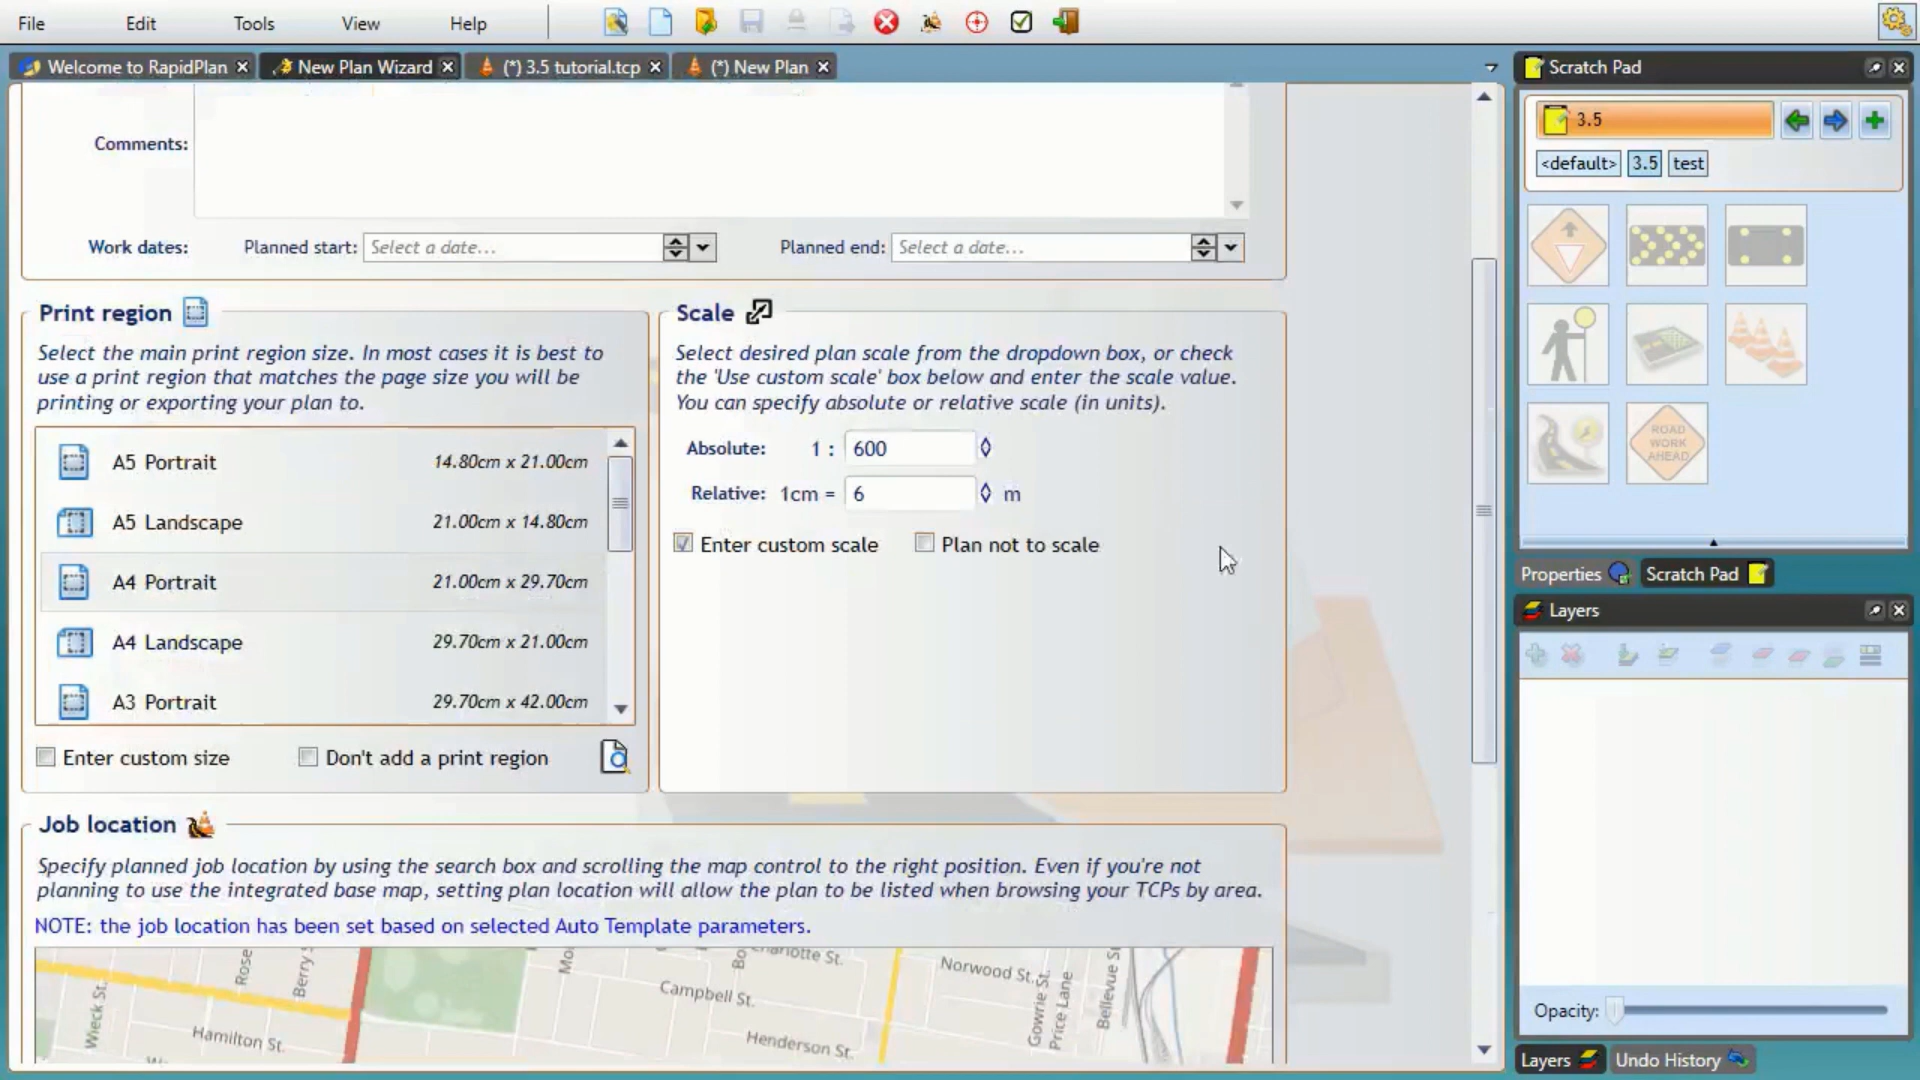 File Edit Tools View Help
Welcome to RapidPlan New Plan Wizard (*) 3.5 tutorial.tcp (*) New Plan
Comments:
Work dates: Planned start: Select a date... Planned end: Select a date...
Print region
Select the main print region size. In most cases it is best to
use a print region that matches the page size you will be
printing or exporting your plan to.
A5 Portrait 14.80cm x 21.00cm
A5 Landscape 21.00cm x 14.80cm
A4 Portrait 21.00cm x 29.70cm
A4 Landscape 29.70cm x 21.00cm
A3 Portrait 29.70cm x 42.00cm
Enter custom size Don't add a print region
Scale
Select desired plan scale from the dropdown box, or check
the 'Use custom scale' box below and enter the scale value.
You can specify absolute or relative scale (in units).
Absolute: 1 : 600
Relative: 1cm = 6 m
Enter custom scale Plan not to scale
Job location
Specify planned job location by using the search box and scrolling the map control to the right position. Even if you're not
planning to use the integrated base map, setting plan location will allow the plan to be listed when browsing your TCPs by area.
NOTE: the job location has been set based on selected Auto Template parameters.
Wieck St.
Rose
Berry S
Hamilton St.
Campbell St.
Henderson St.
Norwood St.
Gowrie St.
Price Lane
Bellevue St
Scratch Pad
3.5
<default> 3.5 test
ROAD
WORK
AHEAD
Properties Scratch Pad
Layers
Opacity:
Layers Undo History